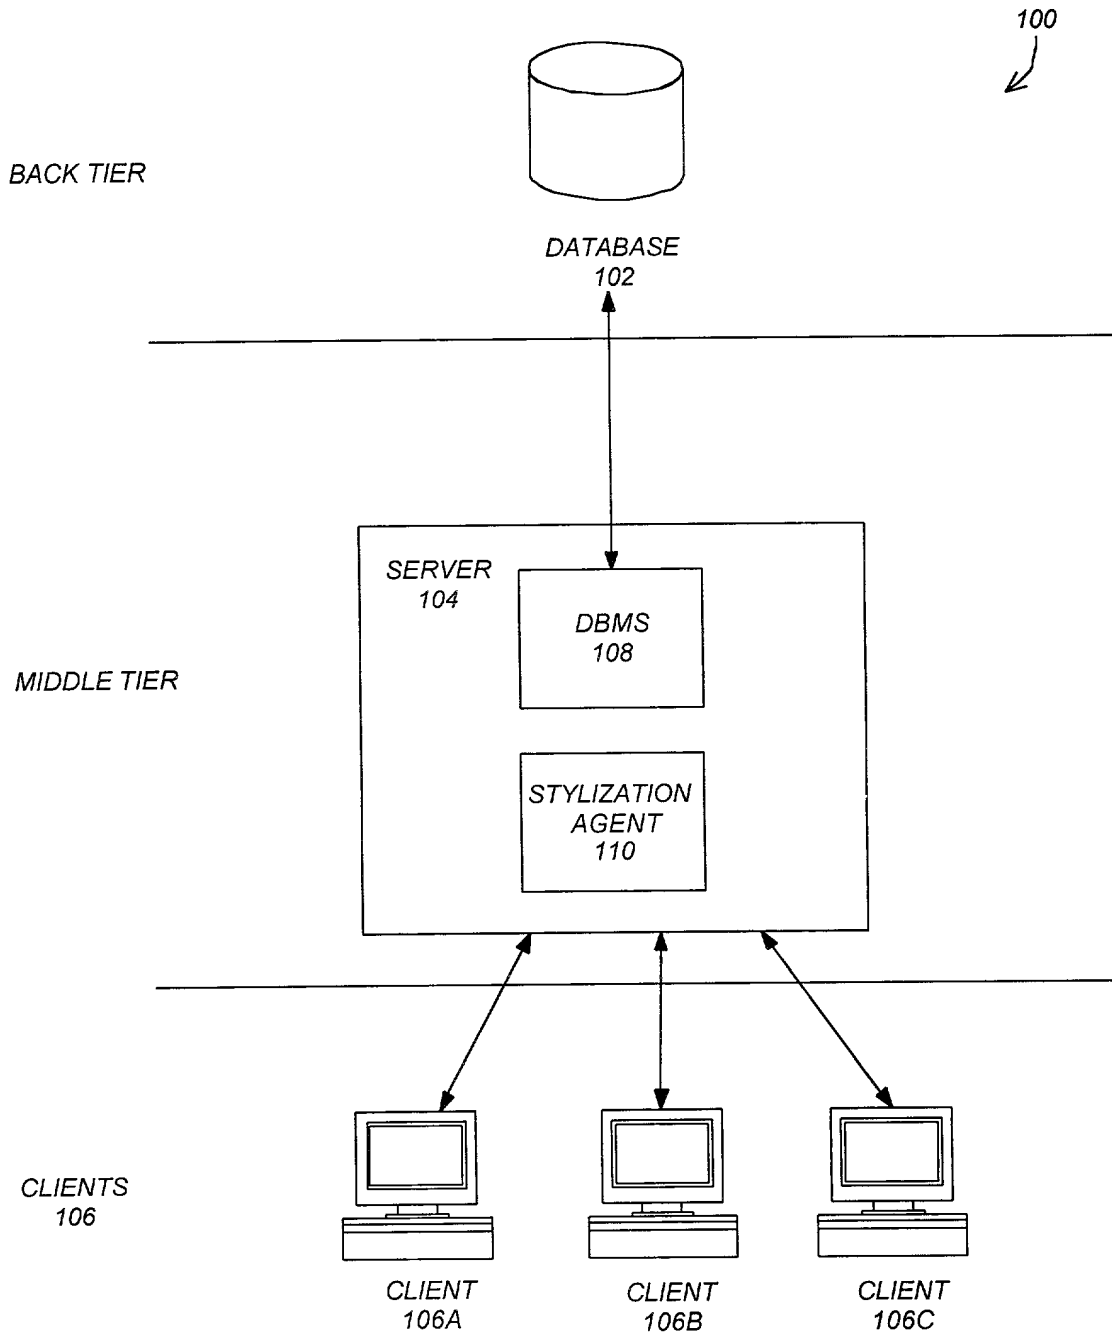 100
BACK TIER
DATABASE
102
SERVER
104
DBMS
108
MIDDLE TIER
STYLIZATION
AGENT
110
CLIENTS
106
CLIENT
106A
CLIENT
106B
CLIENT
106C